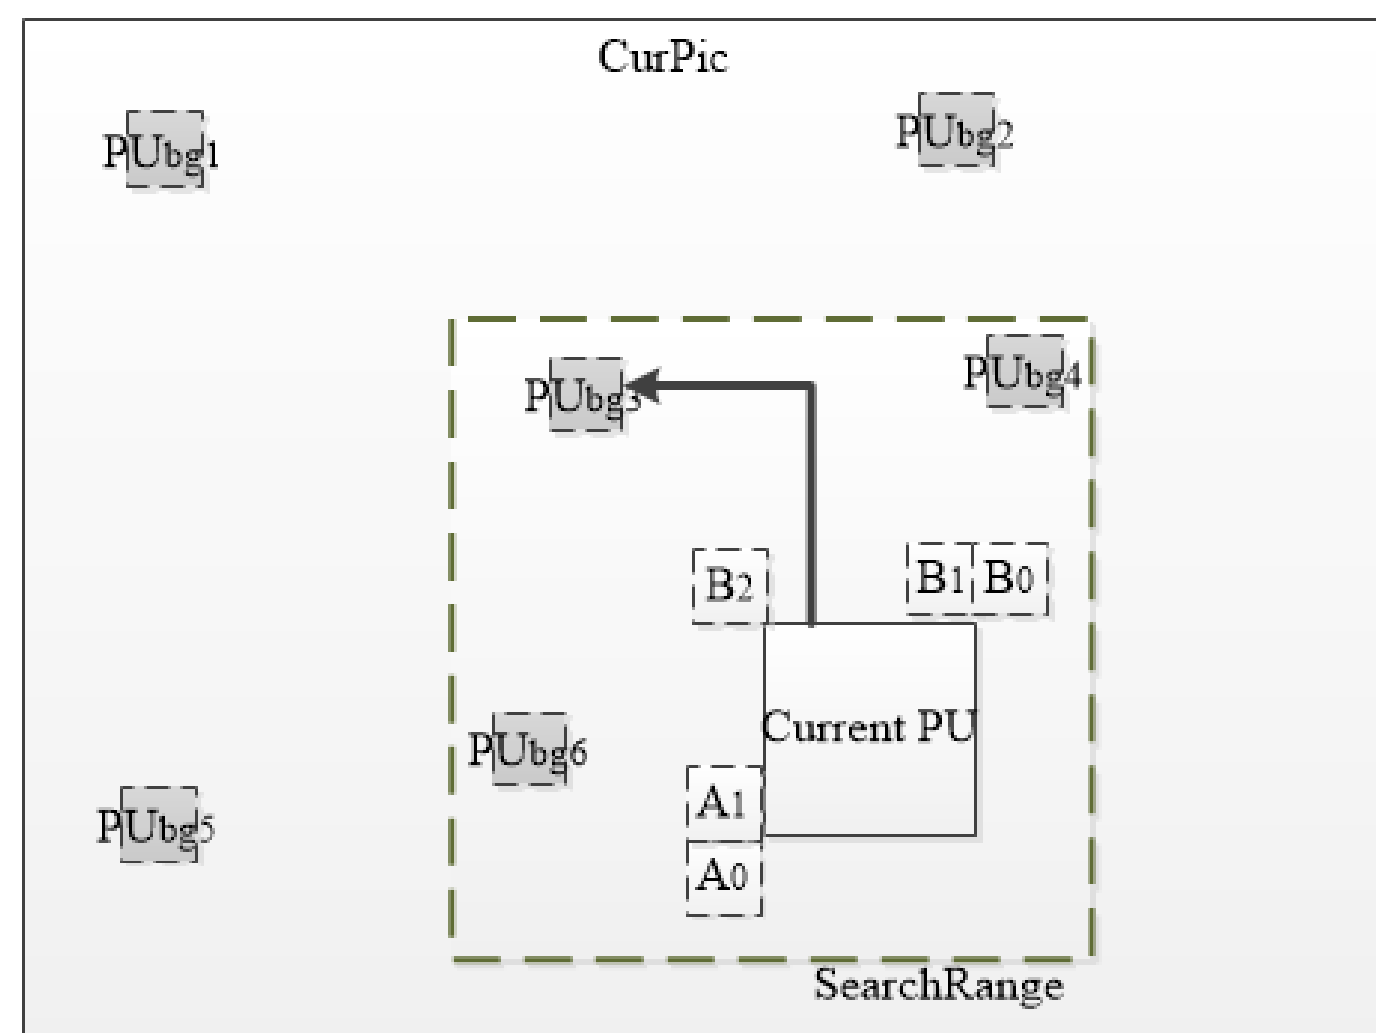 CurPic
PUbg1
PUbg2
PUbg3
PUbg4
B2
B1
B0
Current PU
PUbg6
A1
PUbg5
A0
SearchRange